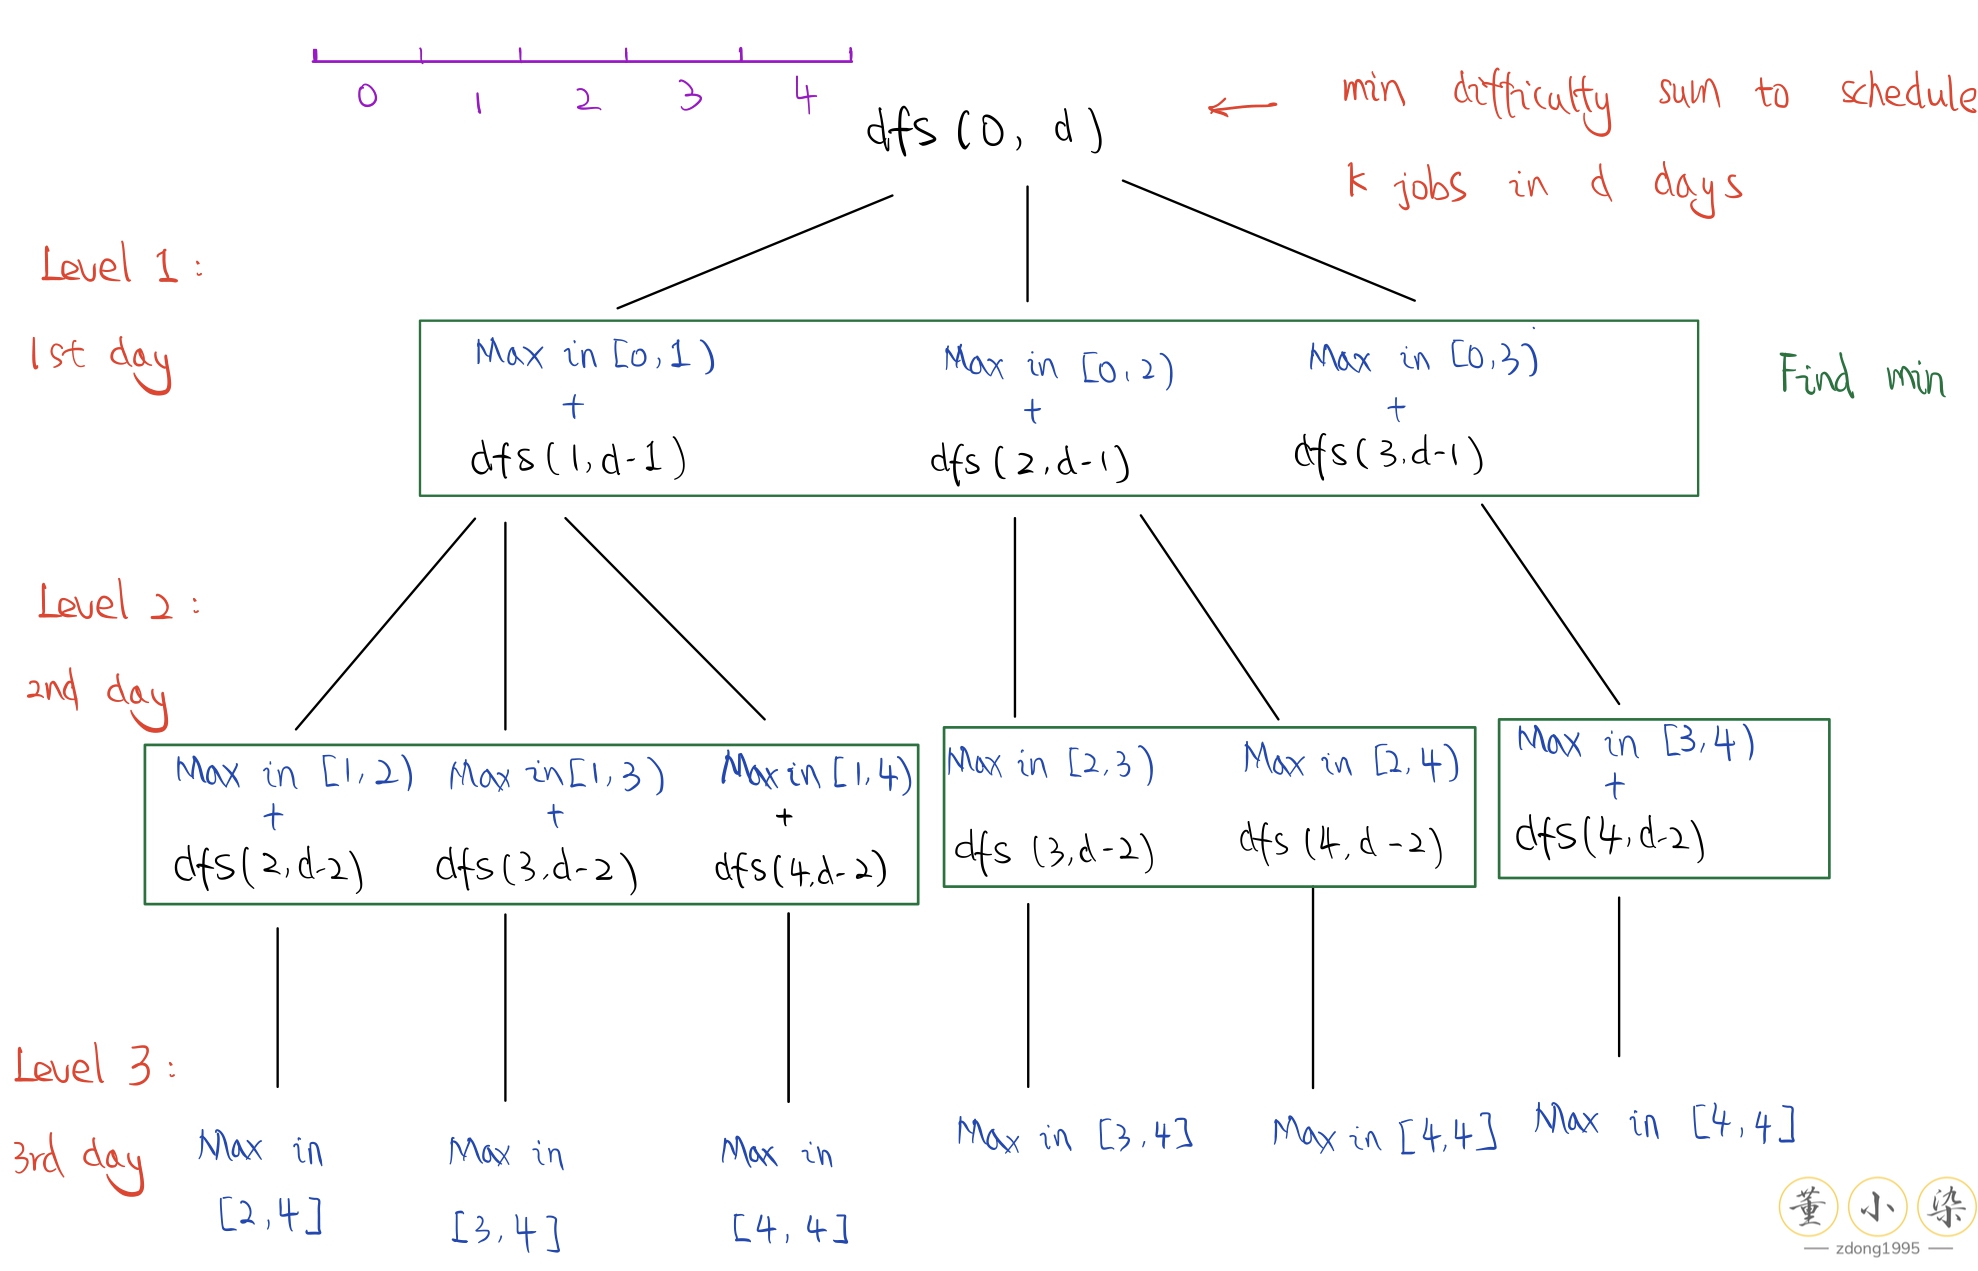 0 1 2 3 4
dfs (0, d)
← min difficulty sum to schedule
k jobs in d days
Level 1 :
1st day
Max in [0,1) Max in [0,2) Max in [0,3)
+ + +
dfs(1,d-1) dfs(2,d-1) dfs(3,d-1)
Find min
Level 2 :
2nd day
Max in [1,2) Max in [1,3) Max in [1,4) Max in [2,3) Max in [2,4) Max in [3,4)
+ + + +
dfs(2,d-2) dfs(3,d-2) dfs(4,d-2) dfs (3,d-2) dfs (4,d-2) dfs(4,d-2)
Level 3 :
3rd day
Max in
[2,4]
Max in
[3,4]
Max in
[4,4]
Max in [3,4]
Max in [4,4]
Max in [4,4]
董小染
zdong1995